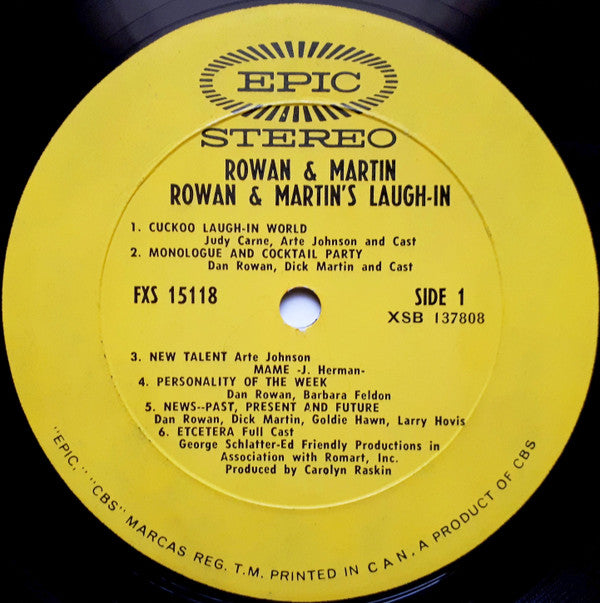 EPIC
STEREO
ROWAN & MARTIN
ROWAN & MARTIN'S LAUGH-IN
1. CUCKOO LAUGH-IN WORLD
Judy Carne, Arte Johnson and Cast
2. MONOLOGUE AND COCKTAIL PARTY
Dan Rowan, Dick Martin and Cast
FXS 15118
SIDE 1
XSB 137808
3. NEW TALENT Arte Johnson
MAME -J. Herman-
4. PERSONALITY OF THE WEEK
Dan Rowan, Barbara Feldon
5. NEWS--PAST, PRESENT AND FUTURE
Dan Rowan, Dick Martin, Goldie Hawn, Larry Hovis
6. ETCETERA Full Cast
George Schlatter-Ed Friendly Productions in
Association with Romart, Inc.
Produced by Carolyn Raskin
"EPIC," "CBS" MARCAS REG. T.M. PRINTED IN CAN. A PRODUCT OF CBS